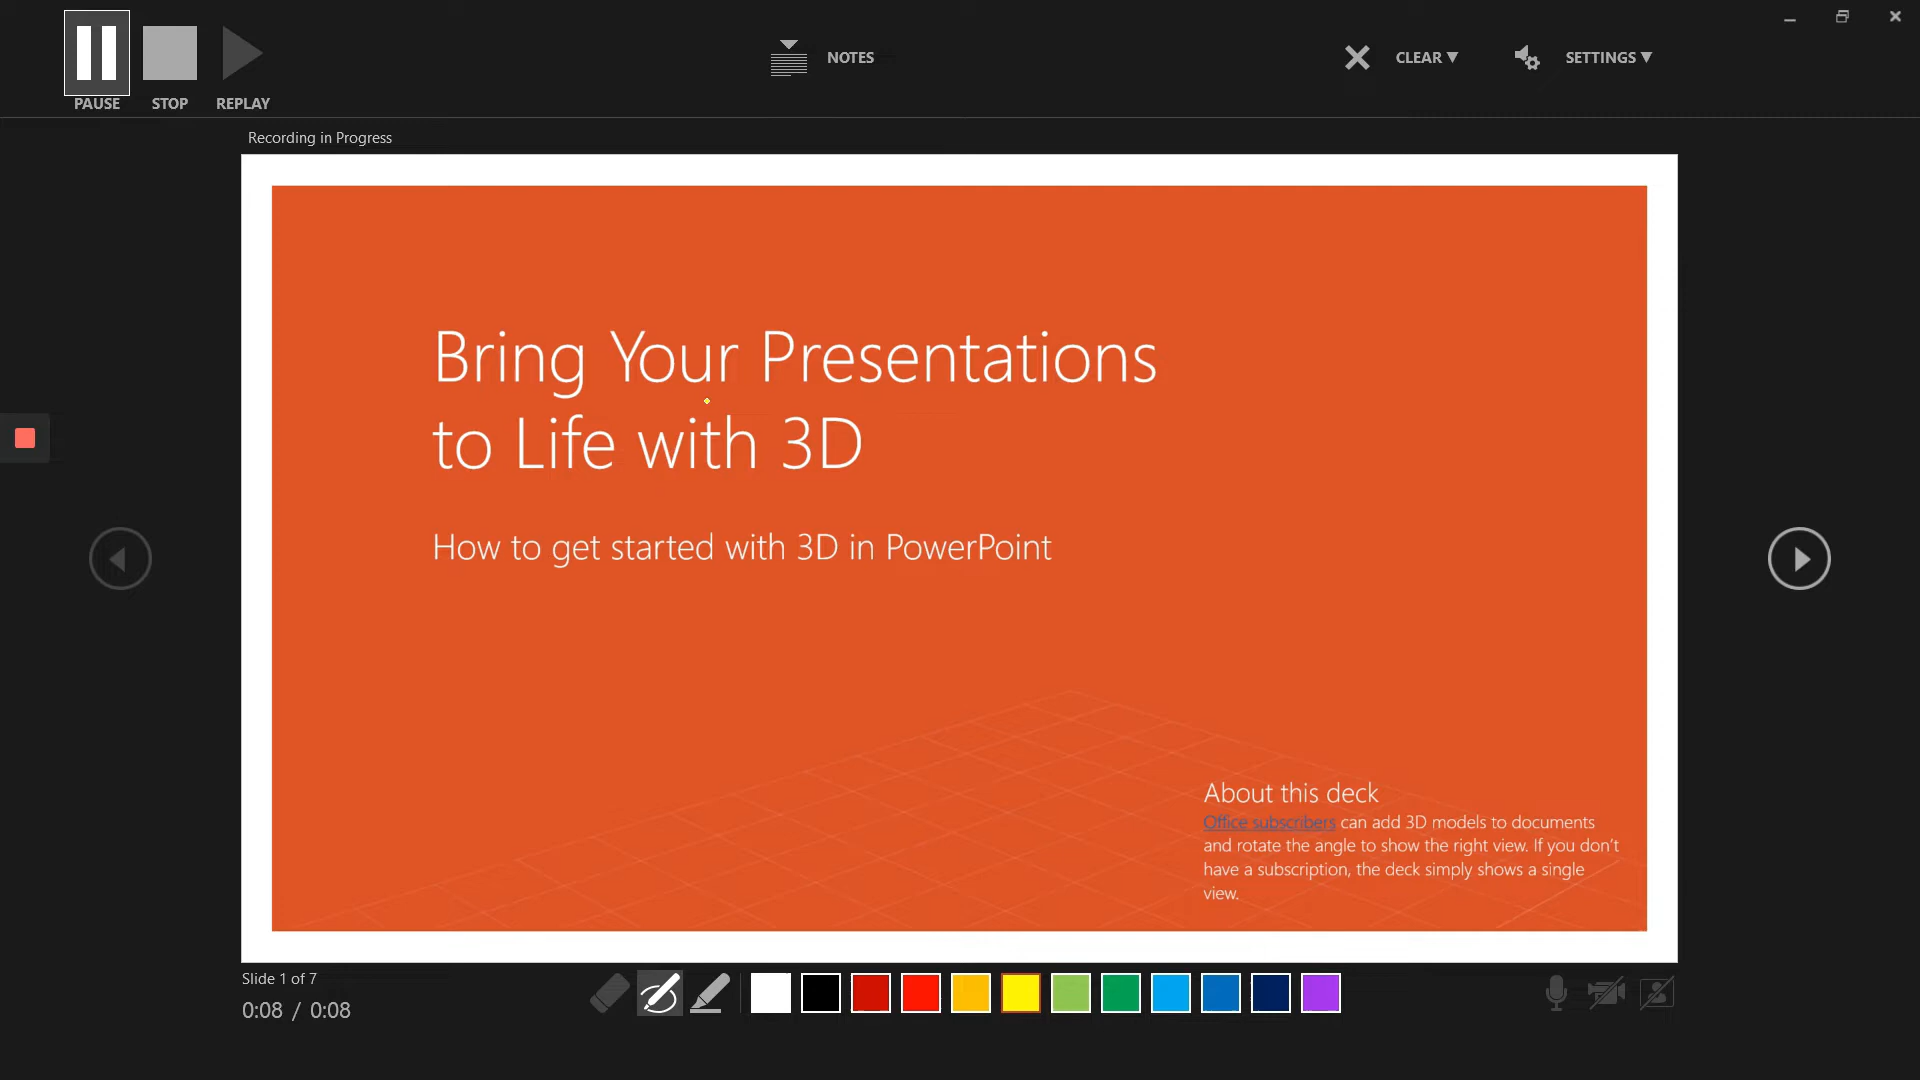 PAUSE STOP REPLAY
NOTES
CLEAR
SETTINGS
Recording in Progress
Bring Your Presentations
to Life with 3D
How to get started with 3D in PowerPoint
About this deck
Office subscribers can add 3D models to documents
and rotate the angle to show the right view. If you don't
have a subscription, the deck simply shows a single
view.
Slide 1 of 7
0:08 / 0:08